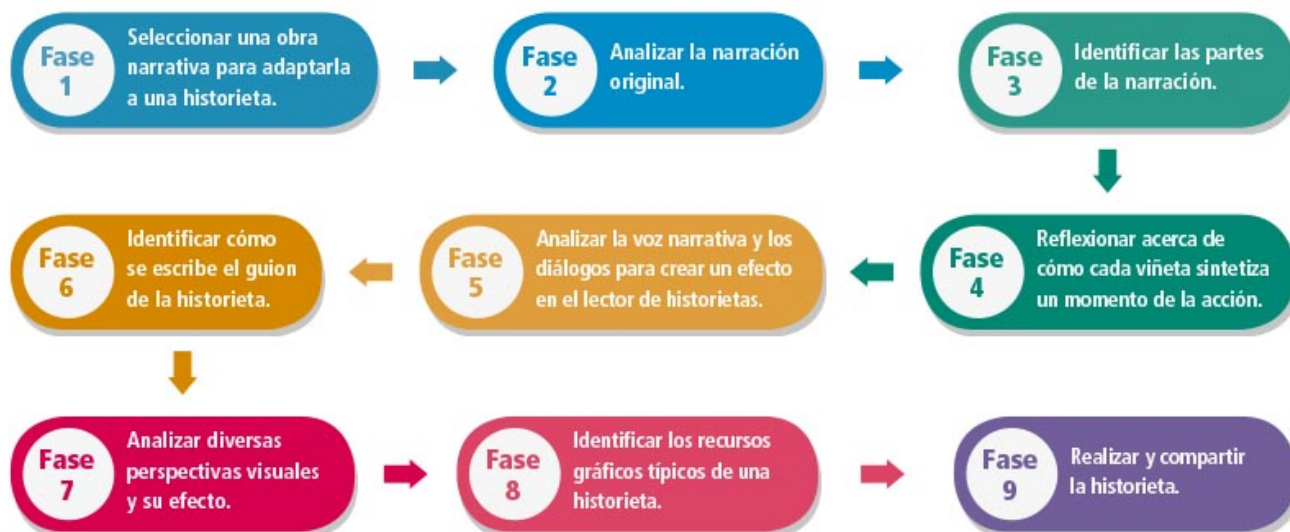 Fase
1
Seleccionar una obra
narrativa para adaptarla
a una historieta.
Fase
2
Analizar la narración
original.
Fase
3
Identificar las partes
de la narración.
Fase
4
Reflexionar acerca de
cómo cada viñeta sintetiza
un momento de la acción.
Fase
5
Analizar la voz narrativa y los
diálogos para crear un efecto
en el lector de historietas.
Fase
6
Identificar cómo
se escribe el guion
de la historieta.
Fase
7
Analizar diversas
perspectivas visuales
y su efecto.
Fase
8
Identificar los recursos
gráficos típicos de una
historieta.
Fase
9
Realizar y compartir
la historieta.